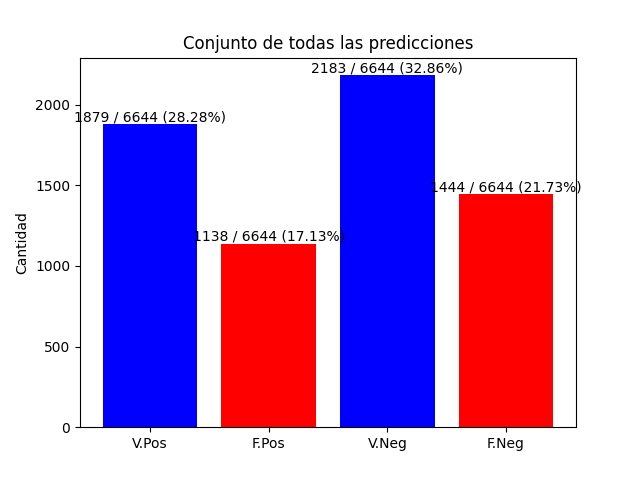 Conjunto de todas las predicciones
2183 / 6644 (32.86%)
1879 / 6644 (28.28%)
1444 / 6644 (21.73%)
1138 / 6644 (17.13%)
Cantidad
2000
1500
1000
500
0
V.Pos
F.Pos
V.Neg
F.Neg